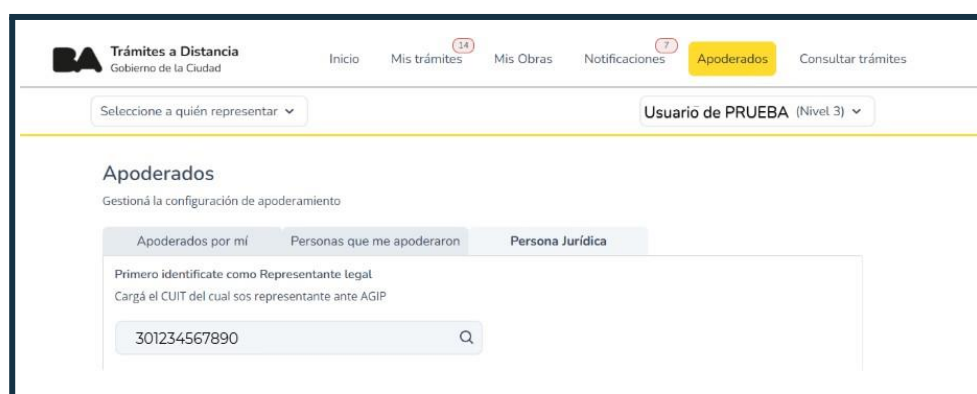 BA Trámites a Distancia
Gobierno de la Ciudad
Inicio Mis trámites 14 Mis Obras Notificaciones 7 Apoderados Consultar trámites
Seleccione a quién representar Usuario de PRUEBA (Nivel 3)
Apoderados
Gestioná la configuración de apoderamiento
Apoderados por mí Personas que me apoderaron Persona Jurídica
Primero identificate como Representante legal
Cargá el CUIT del cual sos representante ante AGIP
301234567890